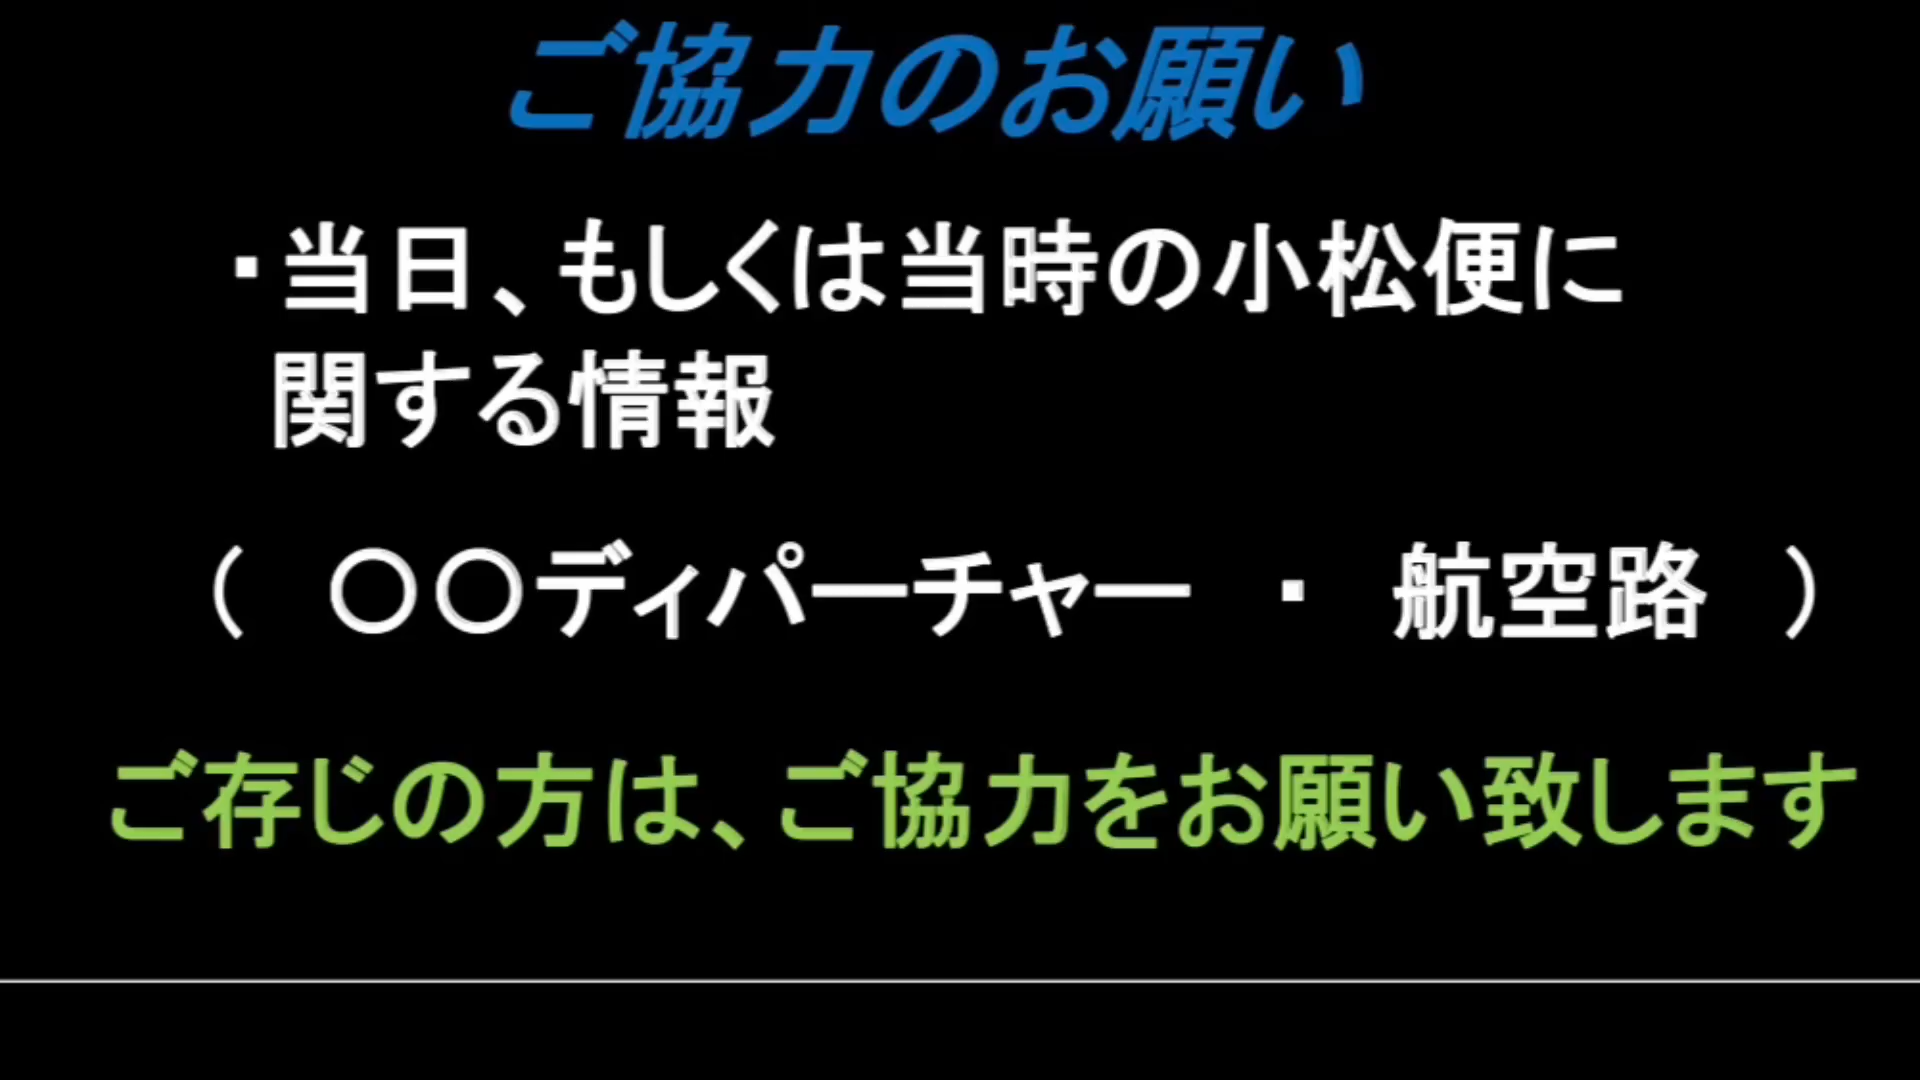 ご協力のお願い
・当日、もしくは当時の小松便に
関する情報
（　〇〇ディパーチャー　・　航空路　）
ご存じの方は、ご協力をお願い致します